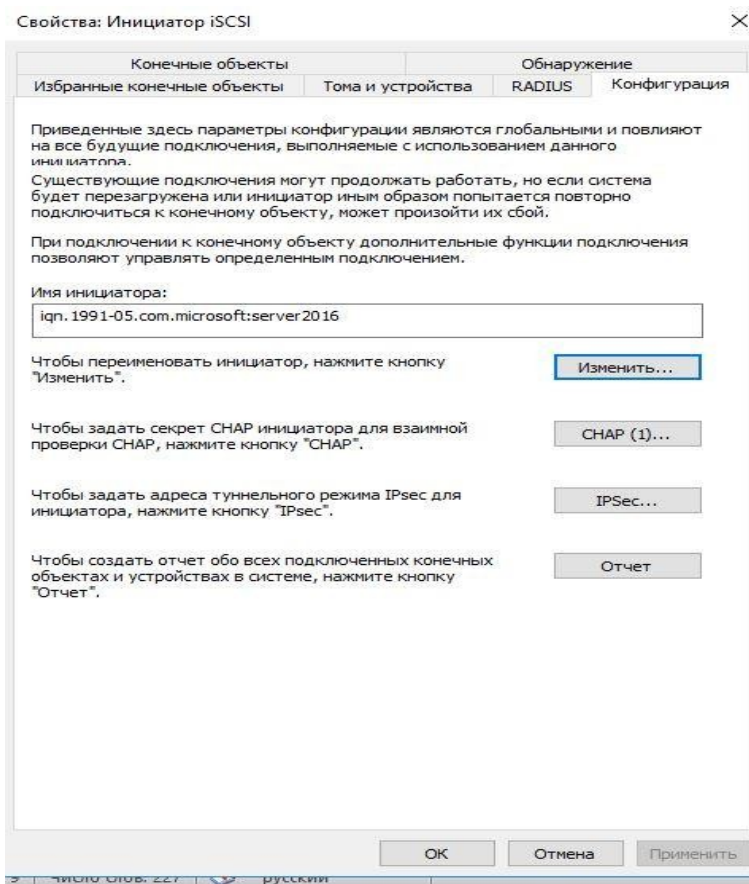 Свойства: Инициатор iSCSI
Конечные объекты
Обнаружение
Избранные конечные объекты
Тома и устройства
RADIUS
Конфигурация
Приведенные здесь параметры конфигурации являются глобальными и повлияют
на все будущие подключения, выполняемые с использованием данного
инициатора.
Существующие подключения могут продолжать работать, но если система
будет перезагружена или инициатор иным образом попытается повторно
подключиться к конечному объекту, может произойти их сбой.
При подключении к конечному объекту дополнительные функции подключения
позволяют управлять определенным подключением.
Имя инициатора:
iqn.1991-05.com.microsoft:server2016
Чтобы переименовать инициатор, нажмите кнопку
"Изменить".
Изменить...
Чтобы задать секрет CHAP инициатора для взаимной
проверки CHAP, нажмите кнопку "CHAP".
CHAP (1)...
Чтобы задать адреса туннельного режима IPsec для
инициатора, нажмите кнопку "IPsec".
IPSec...
Чтобы создать отчет обо всех подключенных конечных
объектах и устройствах в системе, нажмите кнопку
"Отчет".
Отчет
ОК
Отмена
Применить
Число слов: 227
русский